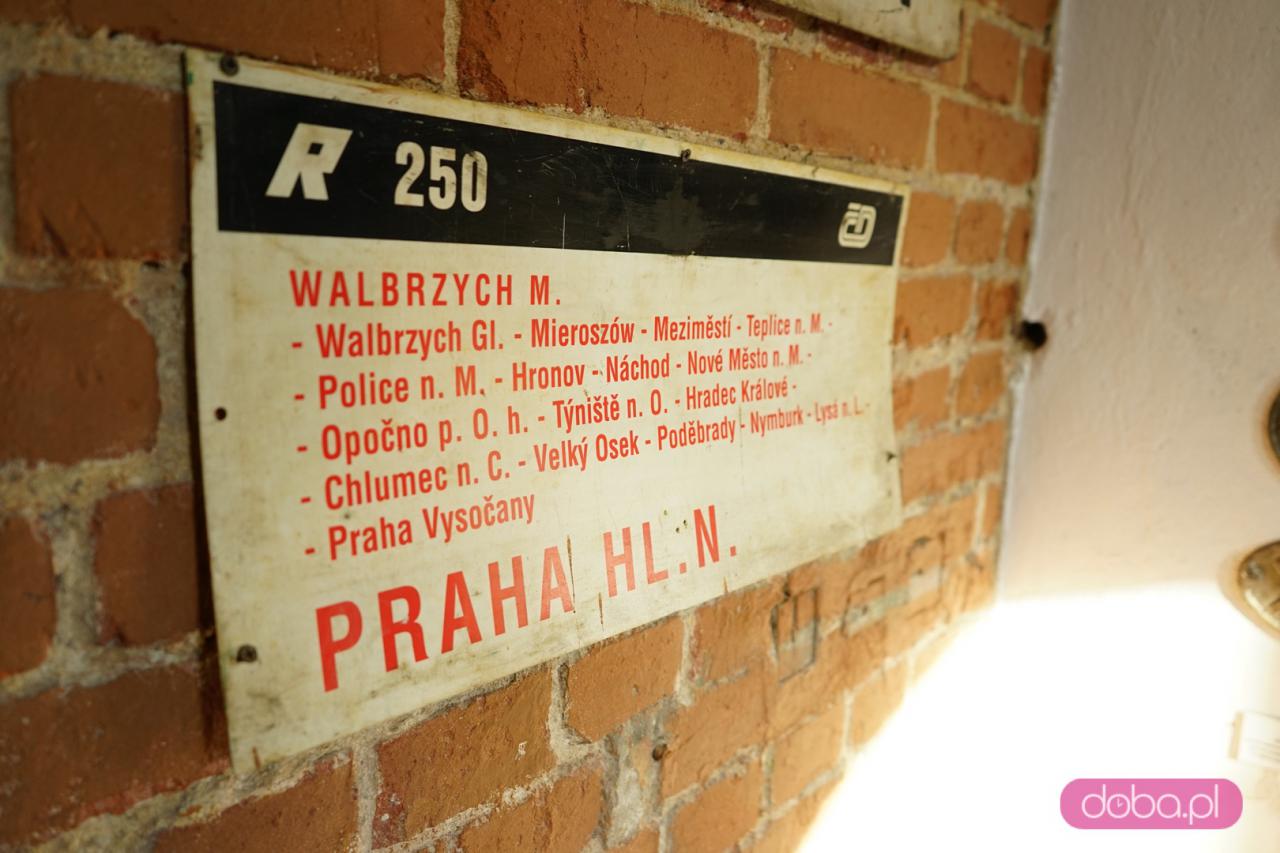 R 250 ČD
WALBRZYCH M.
- Walbrzych Gl. - Mieroszów - Meziměstí - Teplice n. M. -
- Police n. M. - Hronov - Náchod - Nové Město n. M. -
- Opočno p. O. h. - Týniště n. O. - Hradec Králové -
- Chlumec n. C. - Velký Osek - Poděbrady - Nymburk - Lysá n. L. -
- Praha Vysočany
PRAHA HL. N.
doba.pl